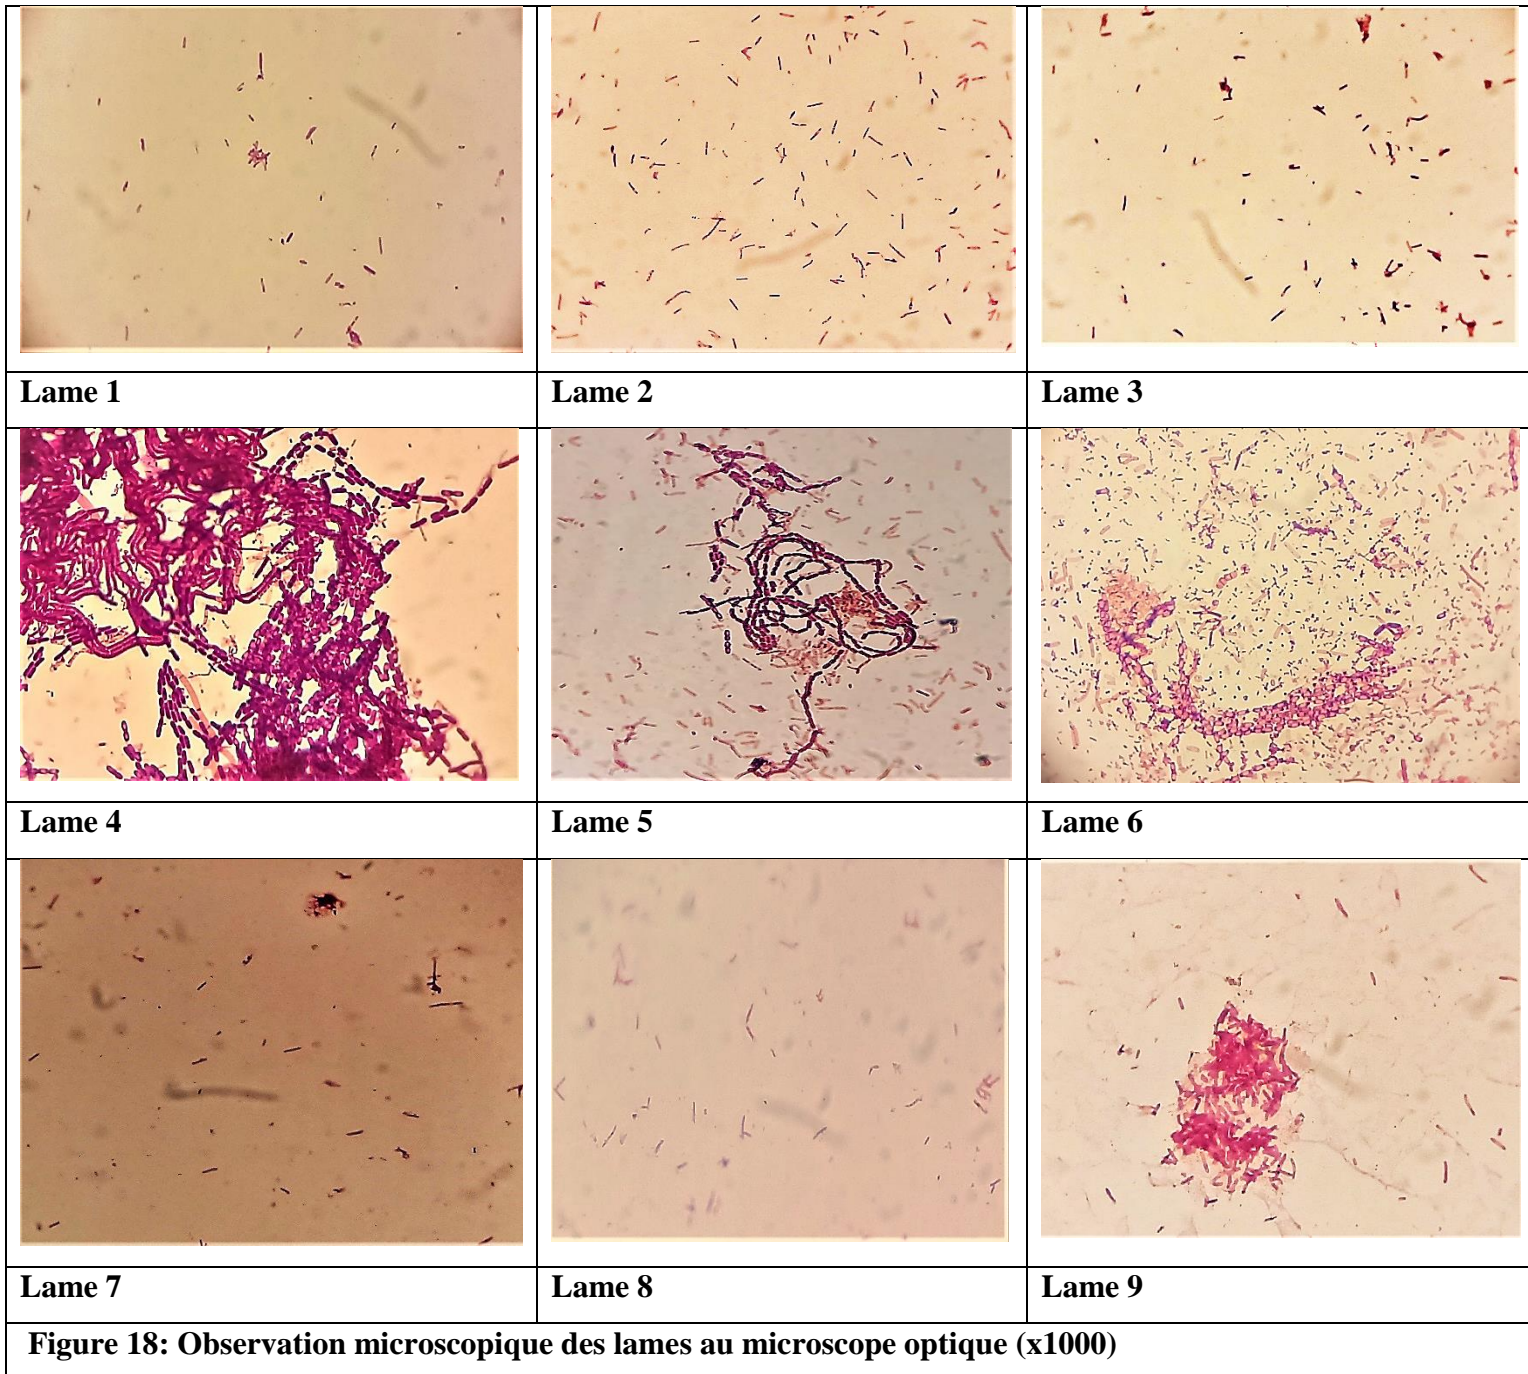 Lame 1
Lame 2
Lame 3
Lame 4
Lame 5
Lame 6
Lame 7
Lame 8
Lame 9
Figure 18: Observation microscopique des lames au microscope optique (x1000)